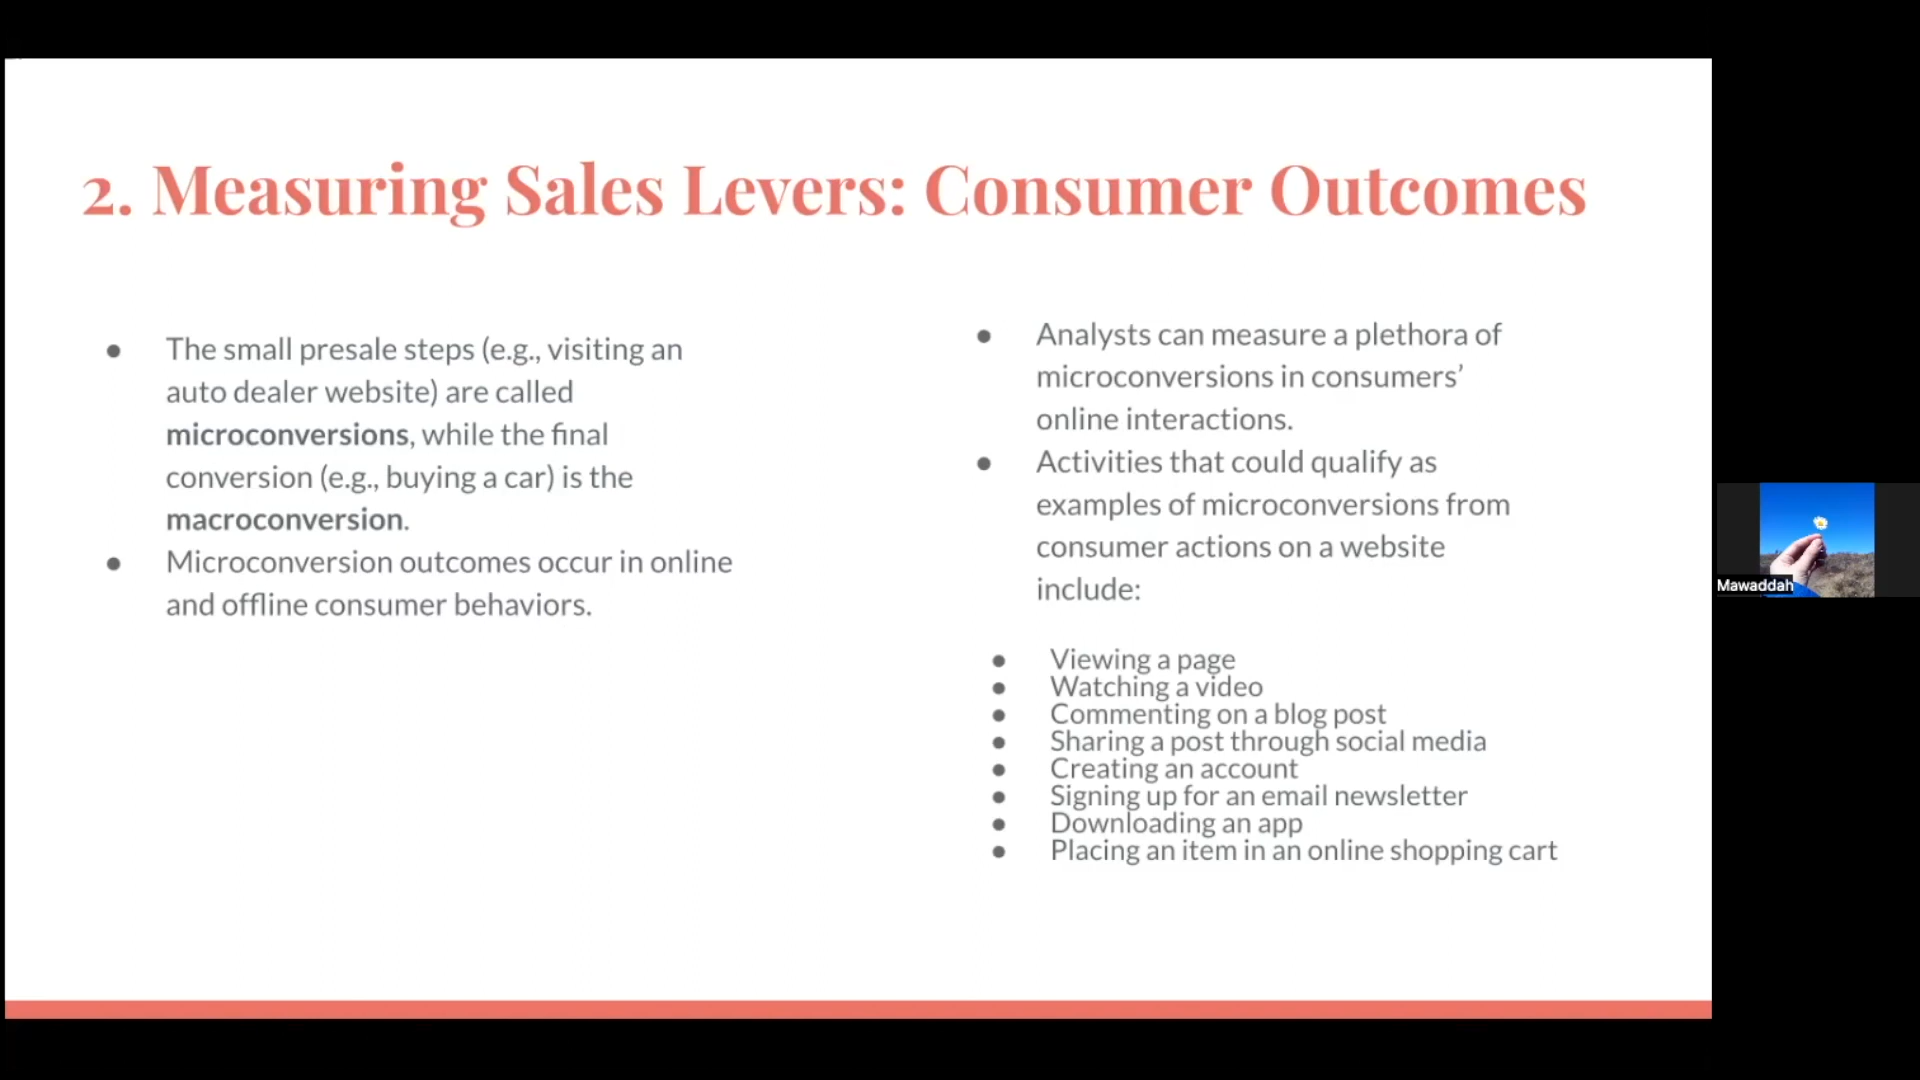 2. Measuring Sales Levers: Consumer Outcomes
● The small presale steps (e.g., visiting an
auto dealer website) are called
microconversions, while the final
conversion (e.g., buying a car) is the
macroconversion.
● Microconversion outcomes occur in online
and offline consumer behaviors.
● Analysts can measure a plethora of
microconversions in consumers’
online interactions.
● Activities that could qualify as
examples of microconversions from
consumer actions on a website
include:
● Viewing a page
● Watching a video
● Commenting on a blog post
● Sharing a post through social media
● Creating an account
● Signing up for an email newsletter
● Downloading an app
● Placing an item in an online shopping cart
Mawaddah